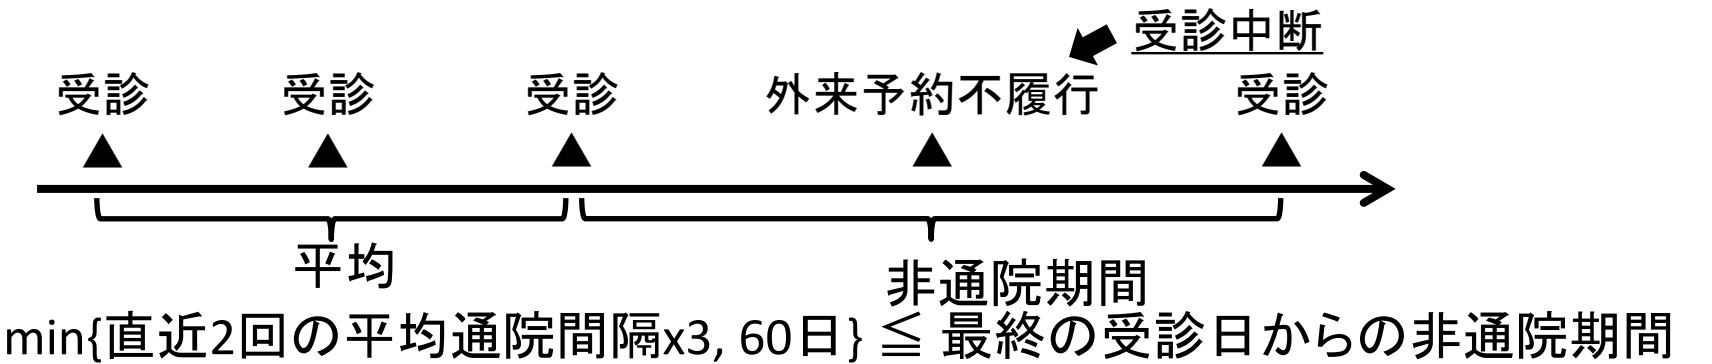 受診中断
受診 受診 受診 外来予約不履行 受診
平均
非通院期間
min{直近2回の平均通院間隔x3, 60日} ≦ 最終の受診日からの非通院期間